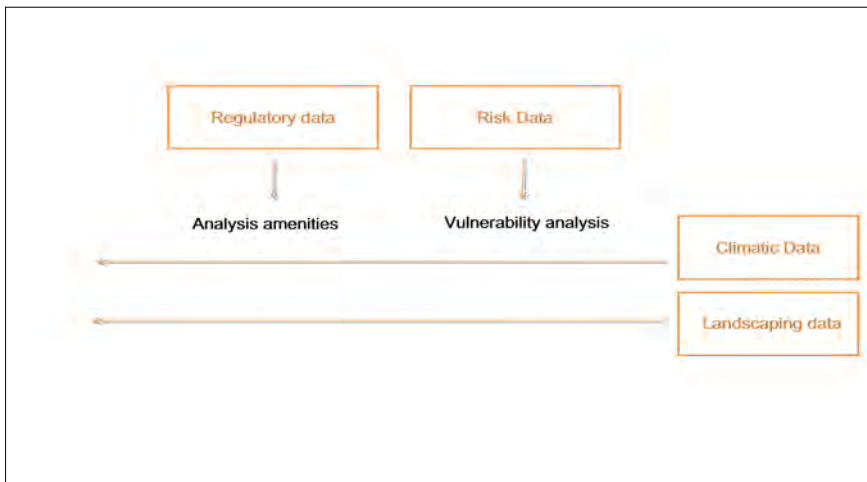 Regulatory data
Risk Data
Analysis amenities
Vulnerability analysis
Climatic Data
Landscaping data